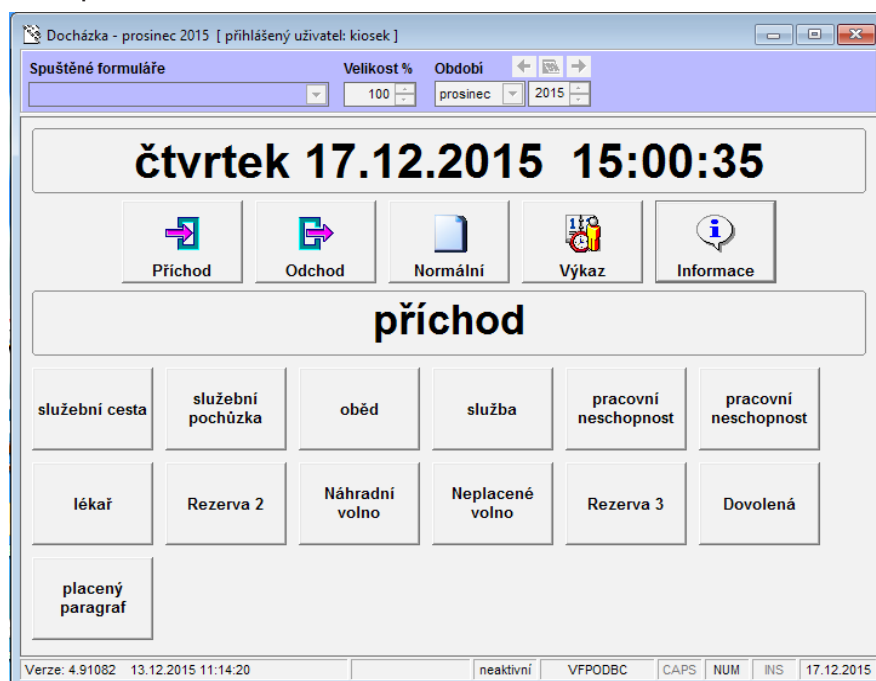 Docházka - prosinec 2015 [ přihlášený uživatel: kiosek ]
Spuštěné formuláře Velikost % Období
100 prosinec 2015
čtvrtek 17.12.2015 15:00:35
Příchod Odchod Normální Výkaz Informace
příchod
služební cesta
služební
pochůzka
oběd
služba
pracovní
neschopnost
pracovní
neschopnost
lékař
Rezerva 2
Náhradní
volno
Neplacené
volno
Rezerva 3
Dovolená
placený
paragraf
Verze: 4.91082 13.12.2015 11:14:20 neaktivní VFPODBC CAPS NUM INS 17.12.2015